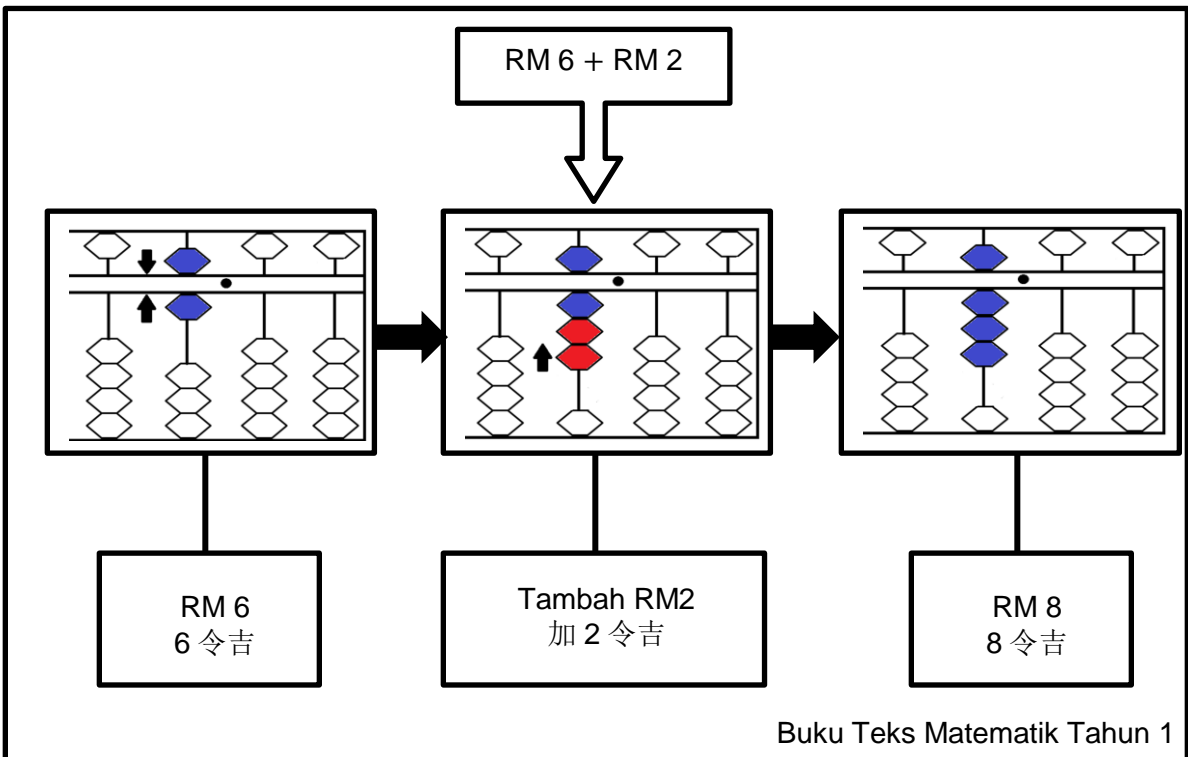 RM 6 + RM 2
RM 6
6 令吉
Tambah RM2
加 2 令吉
RM 8
8 令吉
Buku Teks Matematik Tahun 1